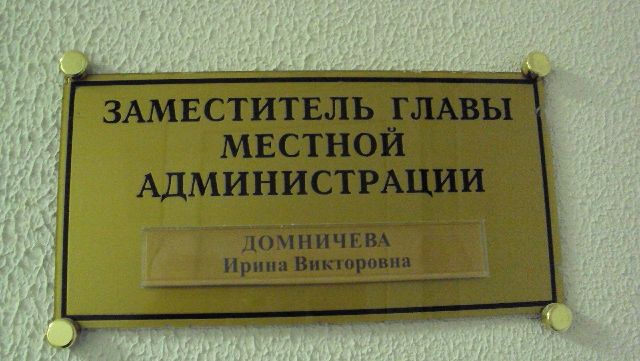 ЗАМЕСТИТЕЛЬ ГЛАВЫ
МЕСТНОЙ
АДМИНИСТРАЦИИ
ДОМНИЧЕВА
Ирина Викторовна